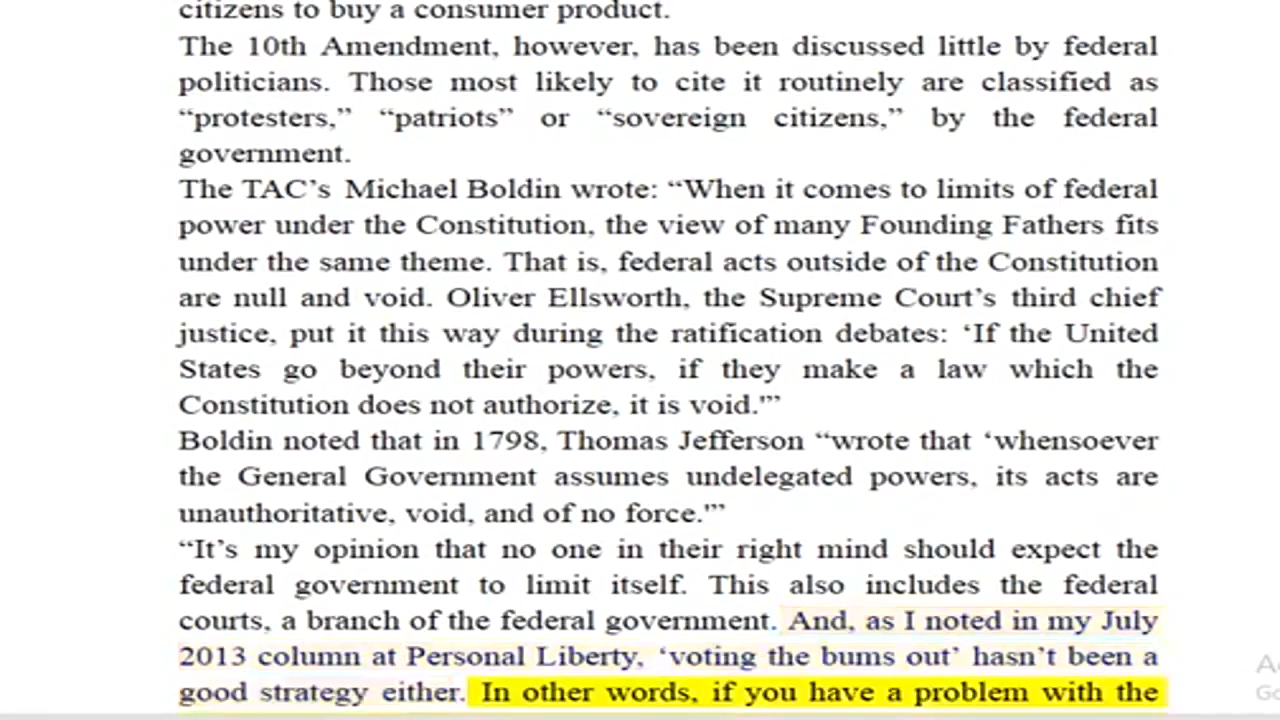 citizens to buy a consumer product.
The 10th Amendment, however, has been discussed little by federal
politicians. Those most likely to cite it routinely are classified as
“protesters,” “patriots” or “sovereign citizens,” by the federal
government.
The TAC’s Michael Boldin wrote: “When it comes to limits of federal
power under the Constitution, the view of many Founding Fathers fits
under the same theme. That is, federal acts outside of the Constitution
are null and void. Oliver Ellsworth, the Supreme Court’s third chief
justice, put it this way during the ratification debates: ‘If the United
States go beyond their powers, if they make a law which the
Constitution does not authorize, it is void.'”
Boldin noted that in 1798, Thomas Jefferson “wrote that ‘whensoever
the General Government assumes undelegated powers, its acts are
unauthoritative, void, and of no force.'”
“It’s my opinion that no one in their right mind should expect the
federal government to limit itself. This also includes the federal
courts, a branch of the federal government. And, as I noted in my July
2013 column at Personal Liberty, ‘voting the bums out’ hasn’t been a
good strategy either. In other words, if you have a problem with the